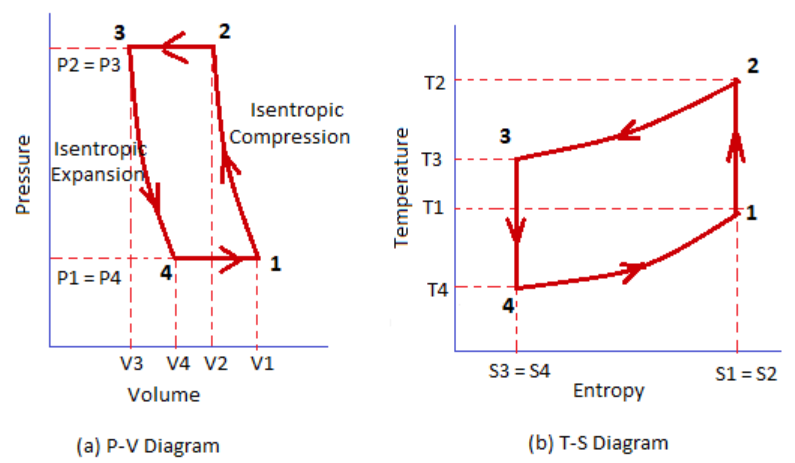 3
2
P2 = P3
Isentropic
Compression
Isentropic
Expansion
Pressure
P1 = P4
4
1
V3
V4
V2
V1
Volume
(a) P-V Diagram
2
T2
3
T3
T1
1
Temperature
T4
4
S3 = S4
S1 = S2
Entropy
(b) T-S Diagram